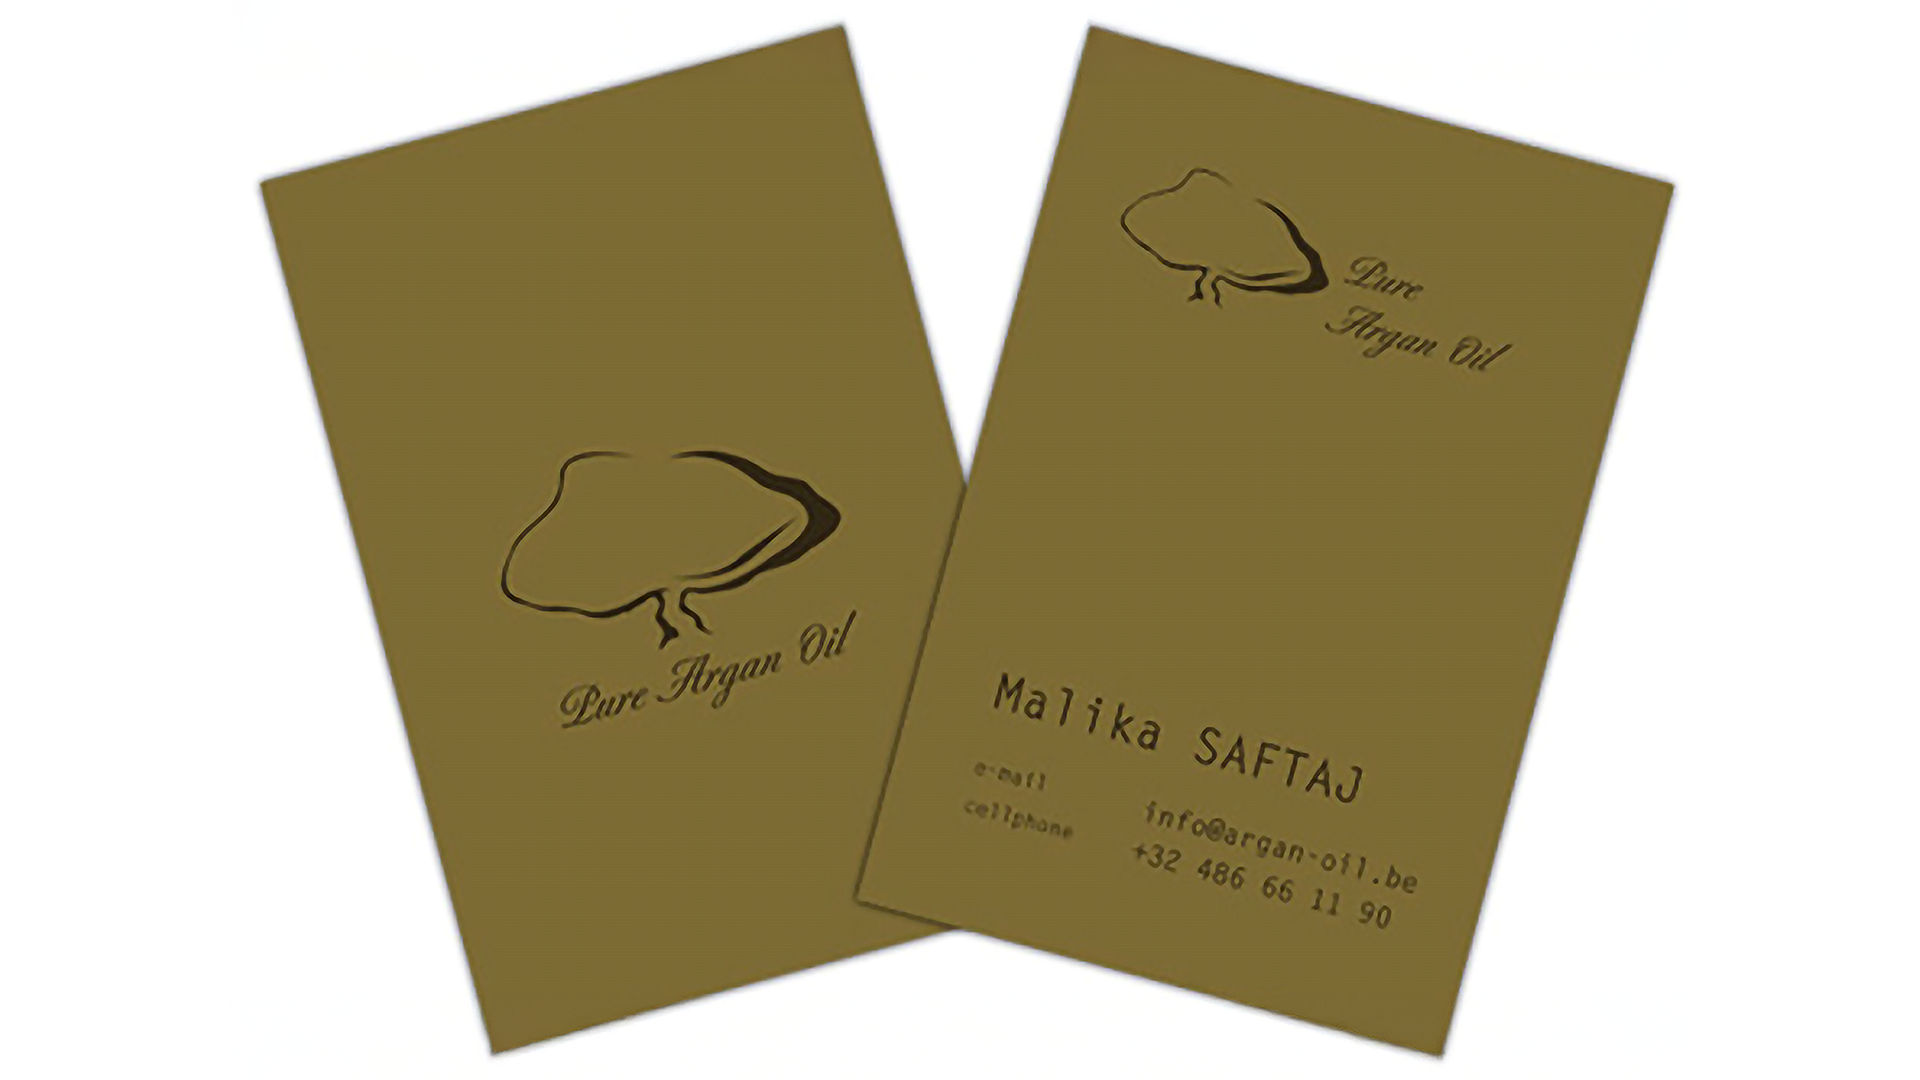 Pure Argan Oil
Pure
Argan Oil
Malika SAFTAJ
e-mail info@argan-oil.be
cellphone +32 486 66 11 90